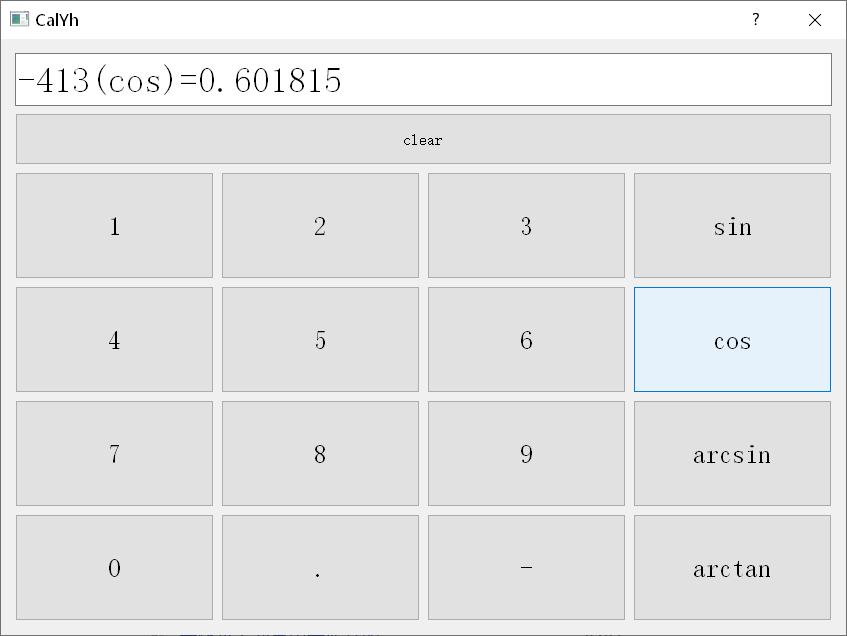 CalYh ?
-413(cos)=0.601815
clear
1 2 3 sin
4 5 6 cos
7 8 9 arcsin
0 . - arctan